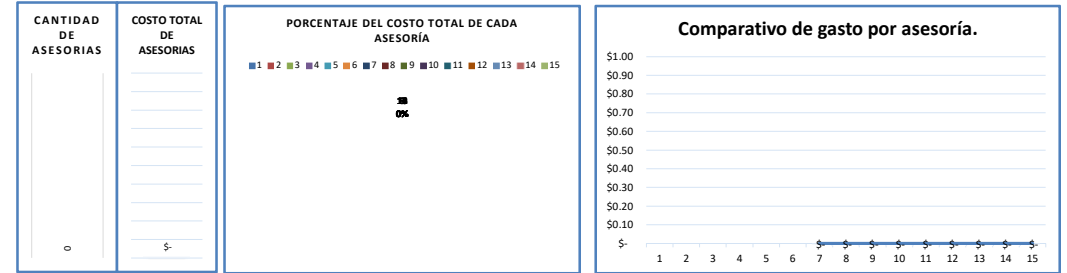 CANTIDAD
DE
ASESORIAS
0
COSTO TOTAL
DE
ASESORIAS
$-
PORCENTAJE DEL COSTO TOTAL DE CADA
ASESORÍA
1 2 3 4 5 6 7 8 9 10 11 12 13 14 15
0%
Comparativo de gasto por asesoría.
$1.00
$0.90
$0.80
$0.70
$0.60
$0.50
$0.40
$0.30
$0.20
$0.10
$-
$- $- $- $- $- $- $- $- $-
1 2 3 4 5 6 7 8 9 10 11 12 13 14 15